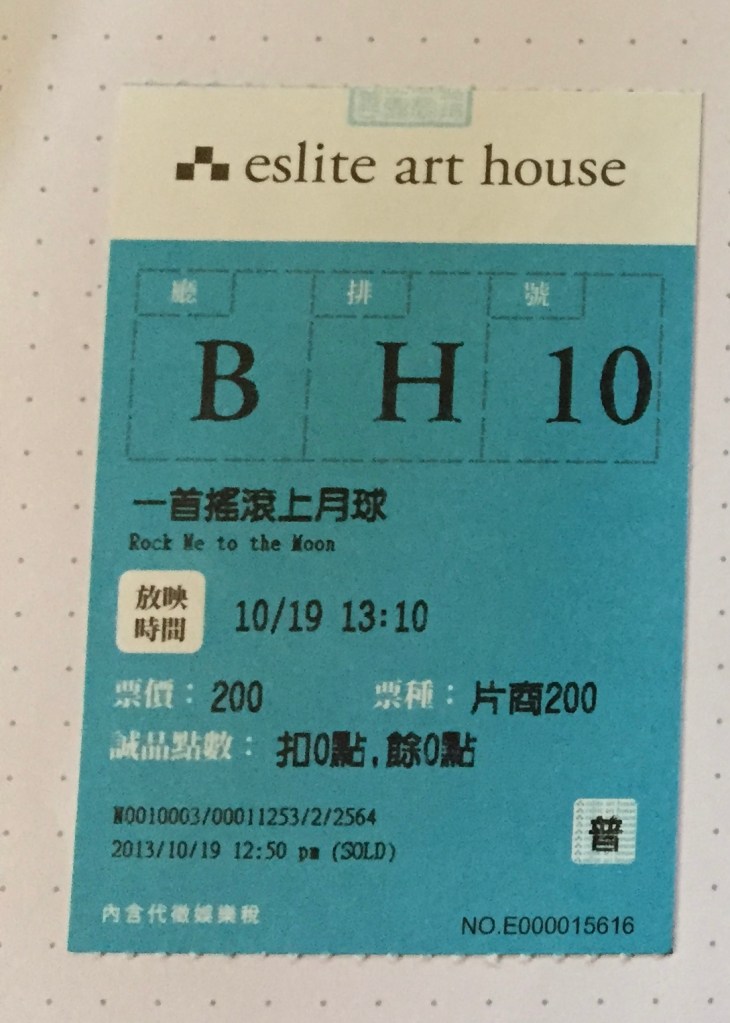 eslite art house
廳 排 號
B H 10
一首搖滾上月球
Rock Me to the Moon
放映
時間
10/19 13:10
票價：200 票種：片商200
誠品點數：扣0點,餘0點
N0010003/00011253/2/2564
2013/10/19 12:50 pm (SOLD)
普
內含代徵娛樂稅
NO.E000015616